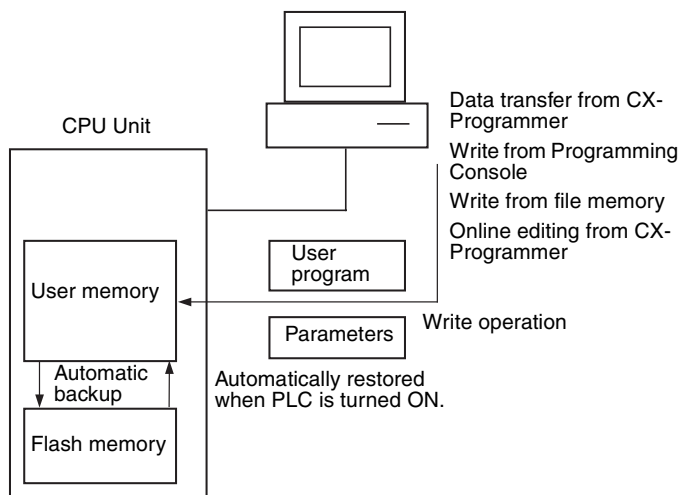 CPU Unit
Data transfer from CX-
Programmer
Write from Programming
Console
Write from file memory
Online editing from CX-
Programmer
User
program
User memory
Write operation
Parameters
Automatic
backup
Automatically restored
when PLC is turned ON.
Flash memory